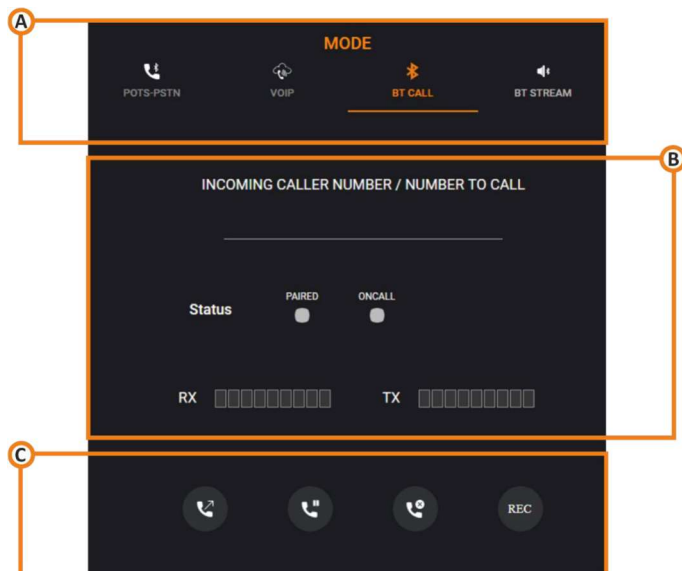 A
MODE
POTS-PSTN VOIP BT CALL BT STREAM
B
INCOMING CALLER NUMBER / NUMBER TO CALL
PAIRED ONCALL
Status
RX TX
C
REC